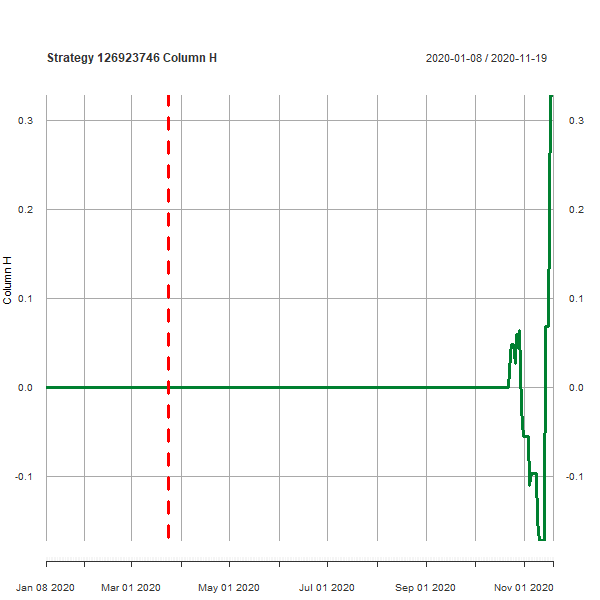 Strategy 126923746 Column H
2020-01-08 / 2020-11-19
Column H
0.3
0.2
0.1
0.0
-0.1
0.3
0.2
0.1
0.0
-0.1
Jan 08 2020
Mar 01 2020
May 01 2020
Jul 01 2020
Sep 01 2020
Nov 01 2020